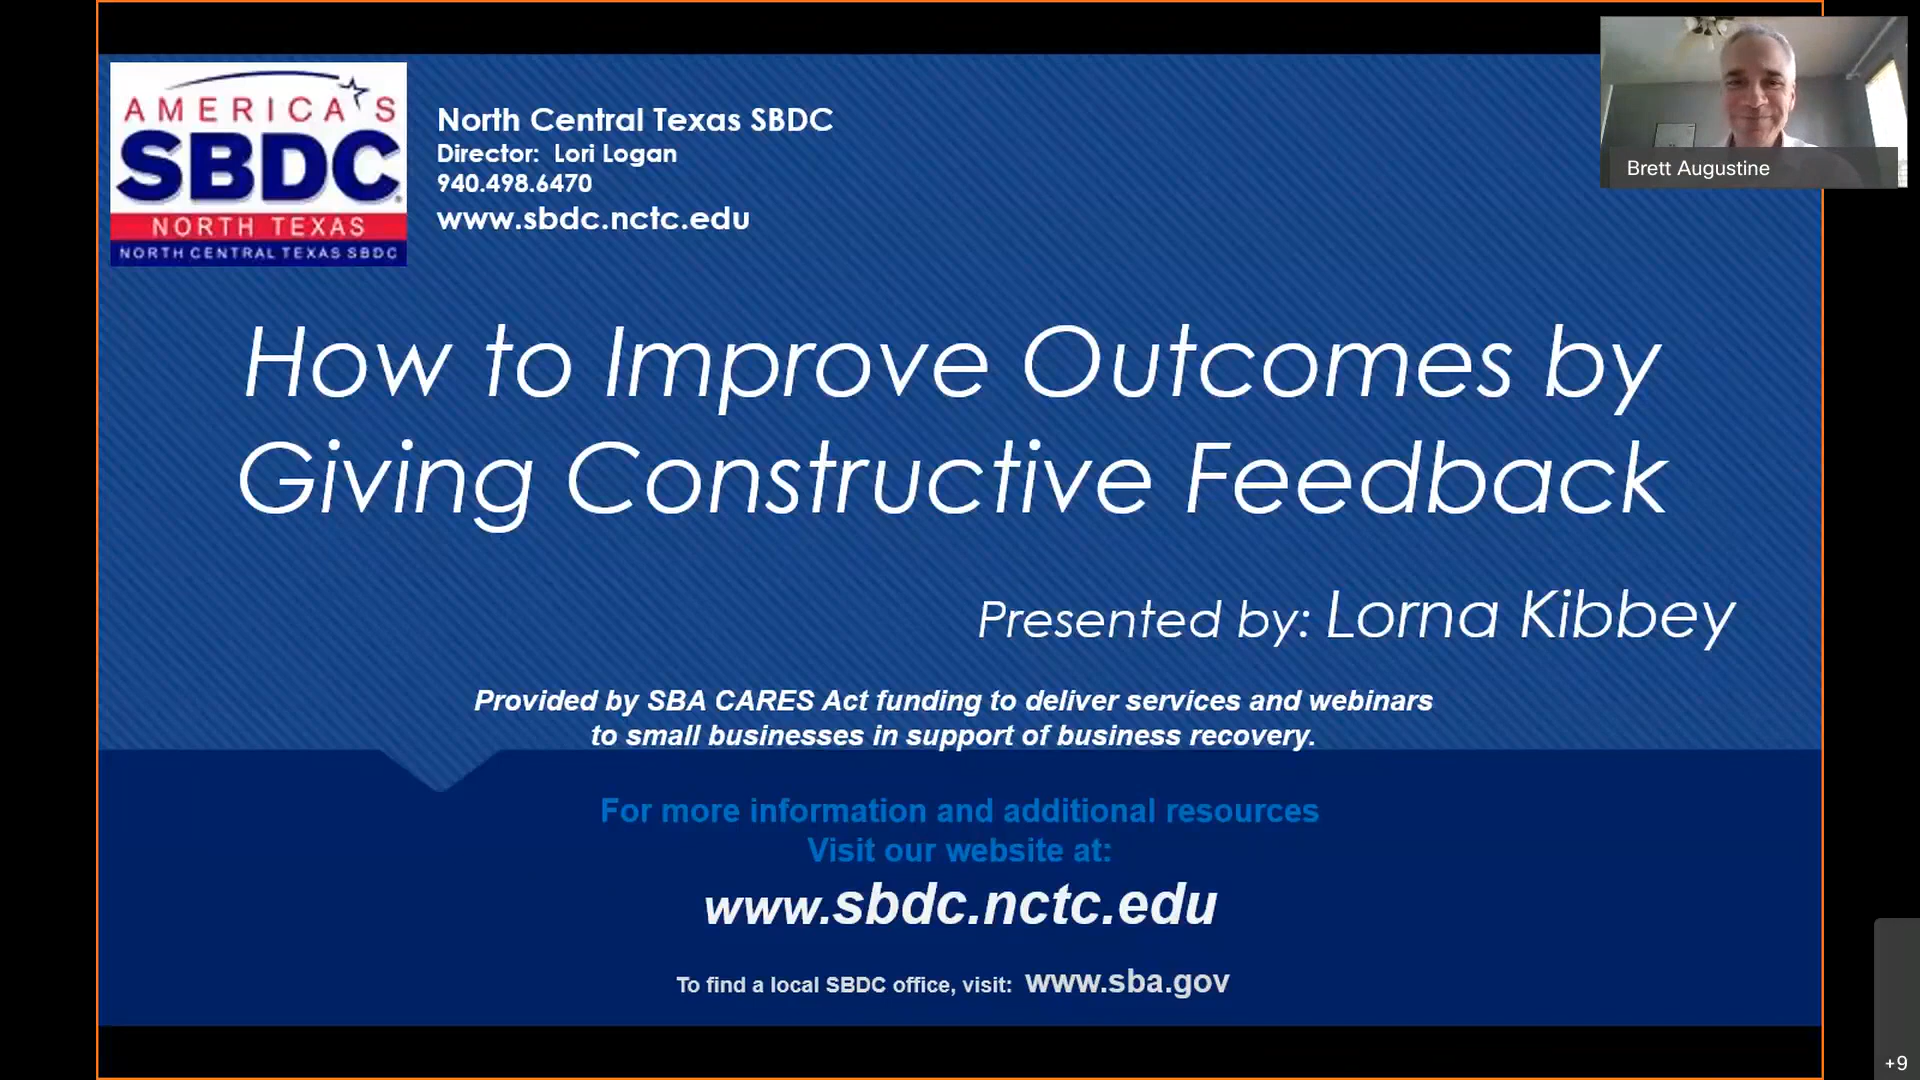 AMERICA'S
SBDC
NORTH TEXAS
NORTH CENTRAL TEXAS SBDC
North Central Texas SBDC
Director: Lori Logan
940.498.6470
www.sbdc.nctc.edu
Brett Augustine
How to Improve Outcomes by
Giving Constructive Feedback
Presented by: Lorna Kibbey
Provided by SBA CARES Act funding to deliver services and webinars
to small businesses in support of business recovery.
For more information and additional resources
Visit our website at:
www.sbdc.nctc.edu
To find a local SBDC office, visit: www.sba.gov
+9